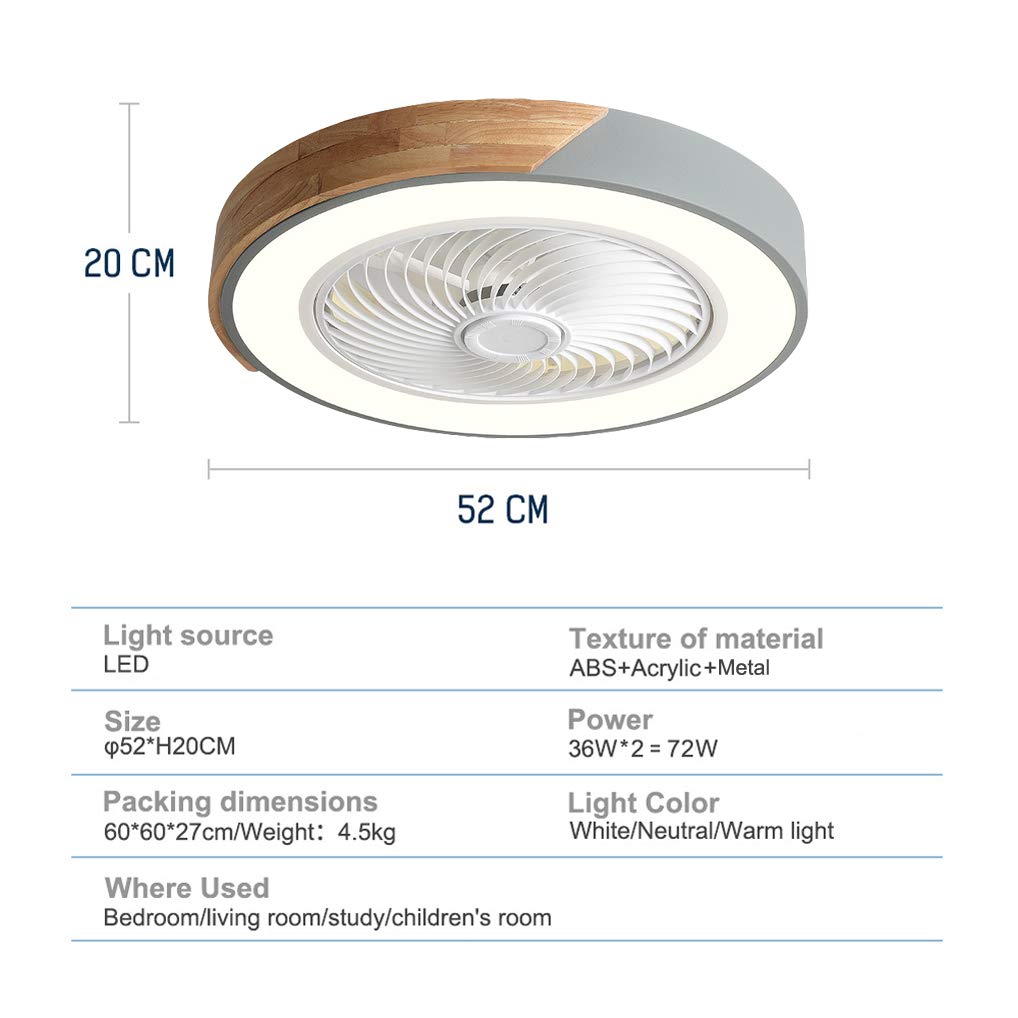 20 CM
52 CM
Light source
LED
Texture of material
ABS+Acrylic+Metal
Size
φ52*H20CM
Power
36W*2 = 72W
Packing dimensions
60*60*27cm/Weight： 4.5kg
Light Color
White/Neutral/Warm light
Where Used
Bedroom/living room/study/children's room